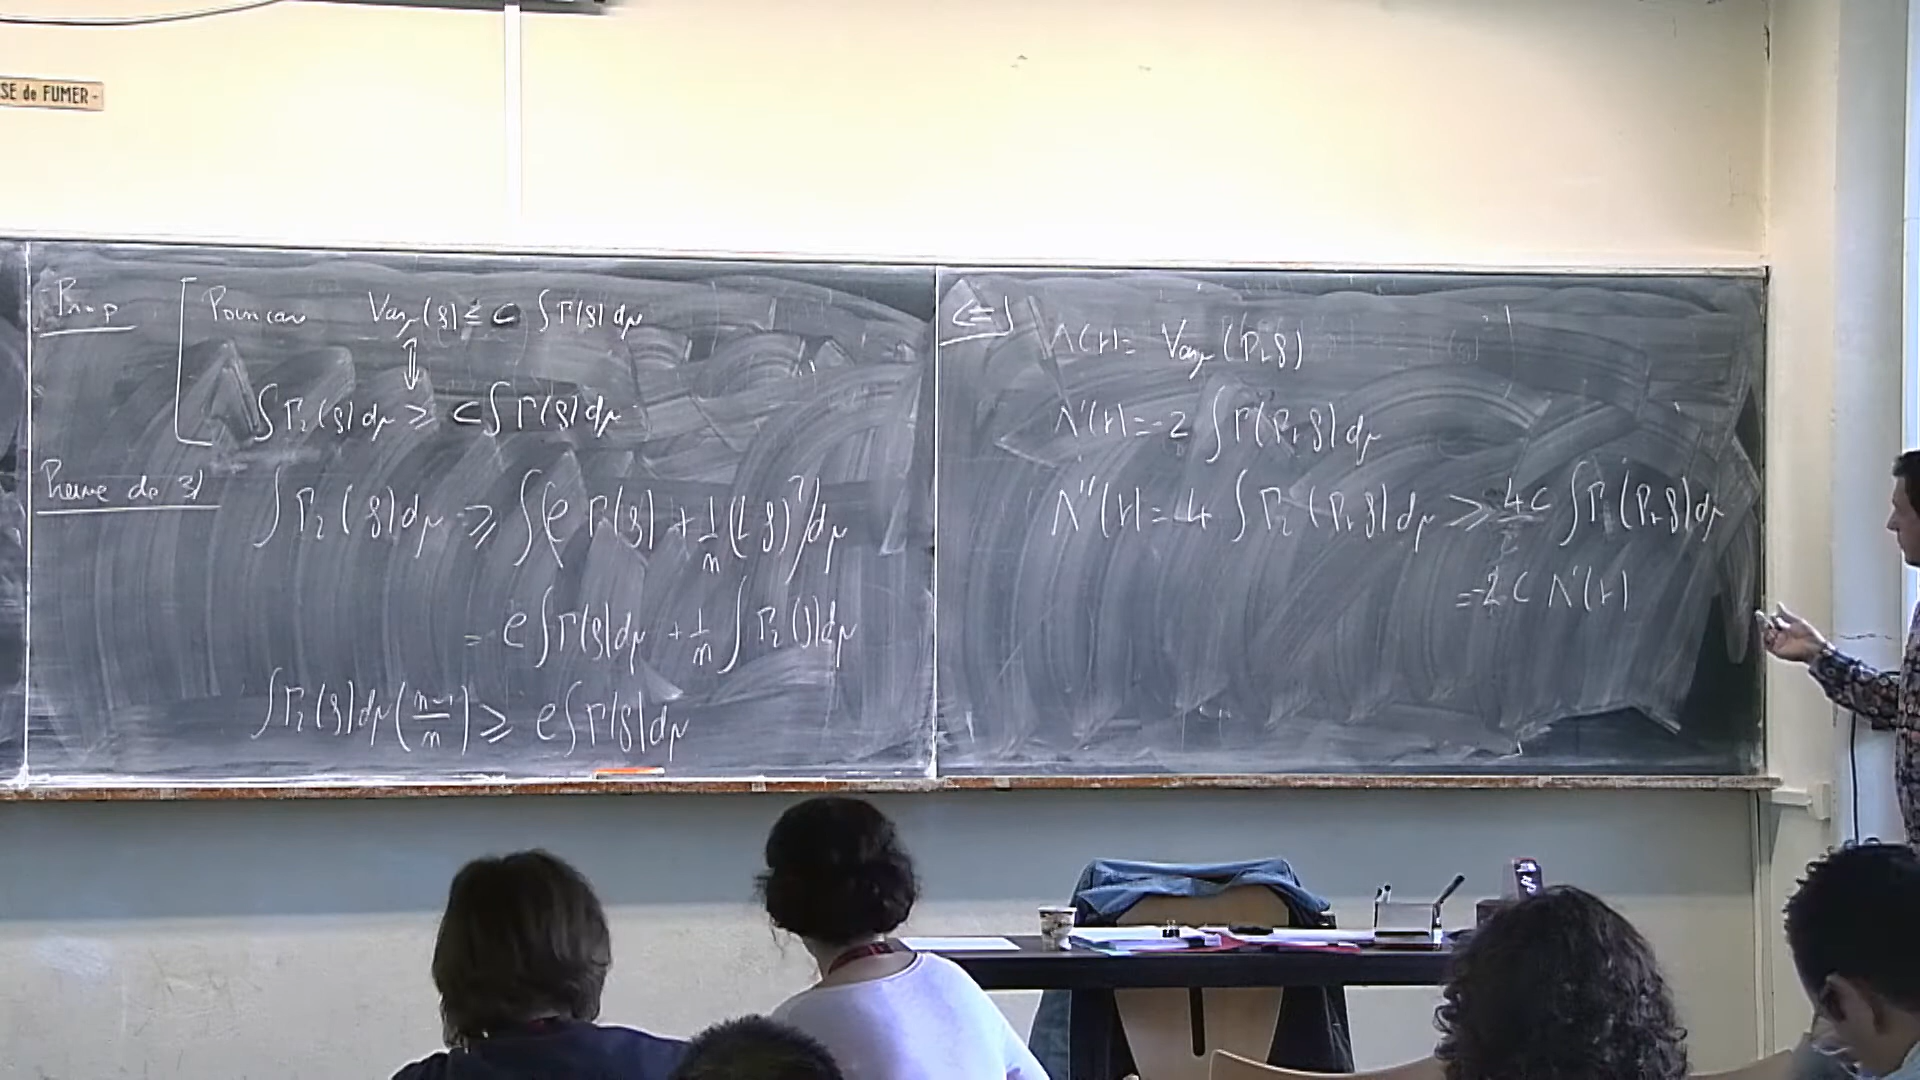 SE de FUMER -
Prop
Poincaré Var_μ(g) ≤ C ∫Γ(g)dμ
⇕
∫Γ₂(g)dμ ≥ C∫Γ(g)dμ
Preuve de 3)
∫Γ₂(g)dμ ≥ ∫(ρ Γ(g) + 1/n (Lg)²)dμ
= ρ∫Γ(g)dμ + 1/n ∫Γ₂(g)dμ
∫Γ₂(g)dμ (n-1/n) ≥ ρ∫Γ(g)dμ
⇐)
Λ(t) = Var_μ(P_t g)
Λ'(t) = -2 ∫Γ(P_t g)dμ
Λ''(t) = 4 ∫Γ₂(P_t g)dμ ≥ 4C ∫Γ(P_t g)dμ
= -2C Λ'(t)